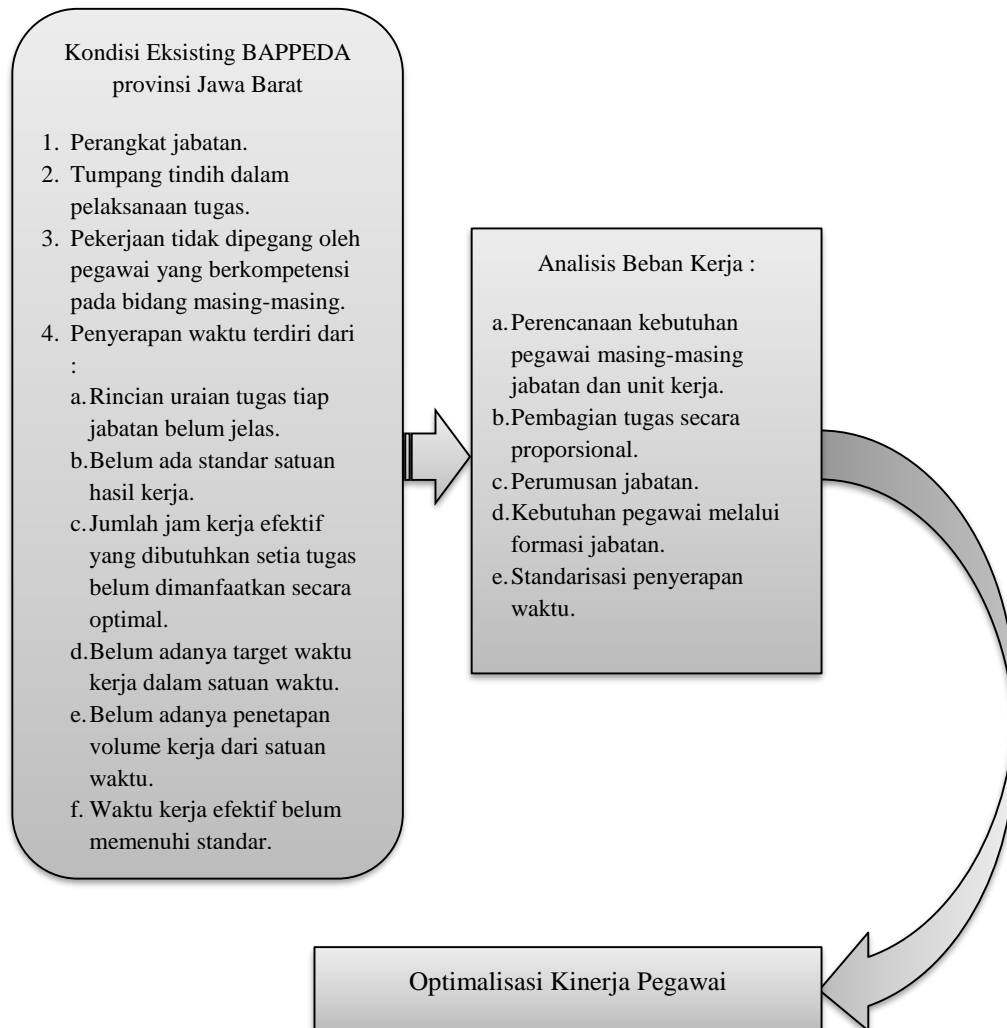 Kondisi Eksisting BAPPEDA
provinsi Jawa Barat
1. Perangkat jabatan.
2. Tumpang tindih dalam
pelaksanaan tugas.
3. Pekerjaan tidak dipegang oleh
pegawai yang berkompetensi
pada bidang masing-masing.
4. Penyerapan waktu terdiri dari
:
a. Rincian uraian tugas tiap
jabatan belum jelas.
b. Belum ada standar satuan
hasil kerja.
c. Jumlah jam kerja efektif
yang dibutuhkan setia tugas
belum dimanfaatkan secara
optimal.
d. Belum adanya target waktu
kerja dalam satuan waktu.
e. Belum adanya penetapan
volume kerja dari satuan
waktu.
f. Waktu kerja efektif belum
memenuhi standar.
Analisis Beban Kerja :
a. Perencanaan kebutuhan
pegawai masing-masing
jabatan dan unit kerja.
b. Pembagian tugas secara
proporsional.
c. Perumusan jabatan.
d. Kebutuhan pegawai melalui
formasi jabatan.
e. Standarisasi penyerapan
waktu.
Optimalisasi Kinerja Pegawai